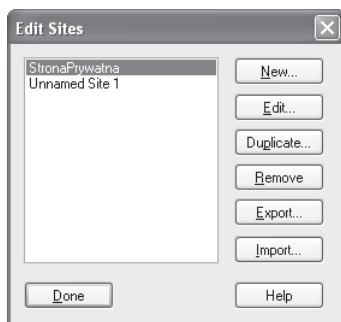 Edit Sites
StronaPrywatna
Unnamed Site 1
New...
Edit...
Duplicate...
Remove
Export...
Import...
Done
Help